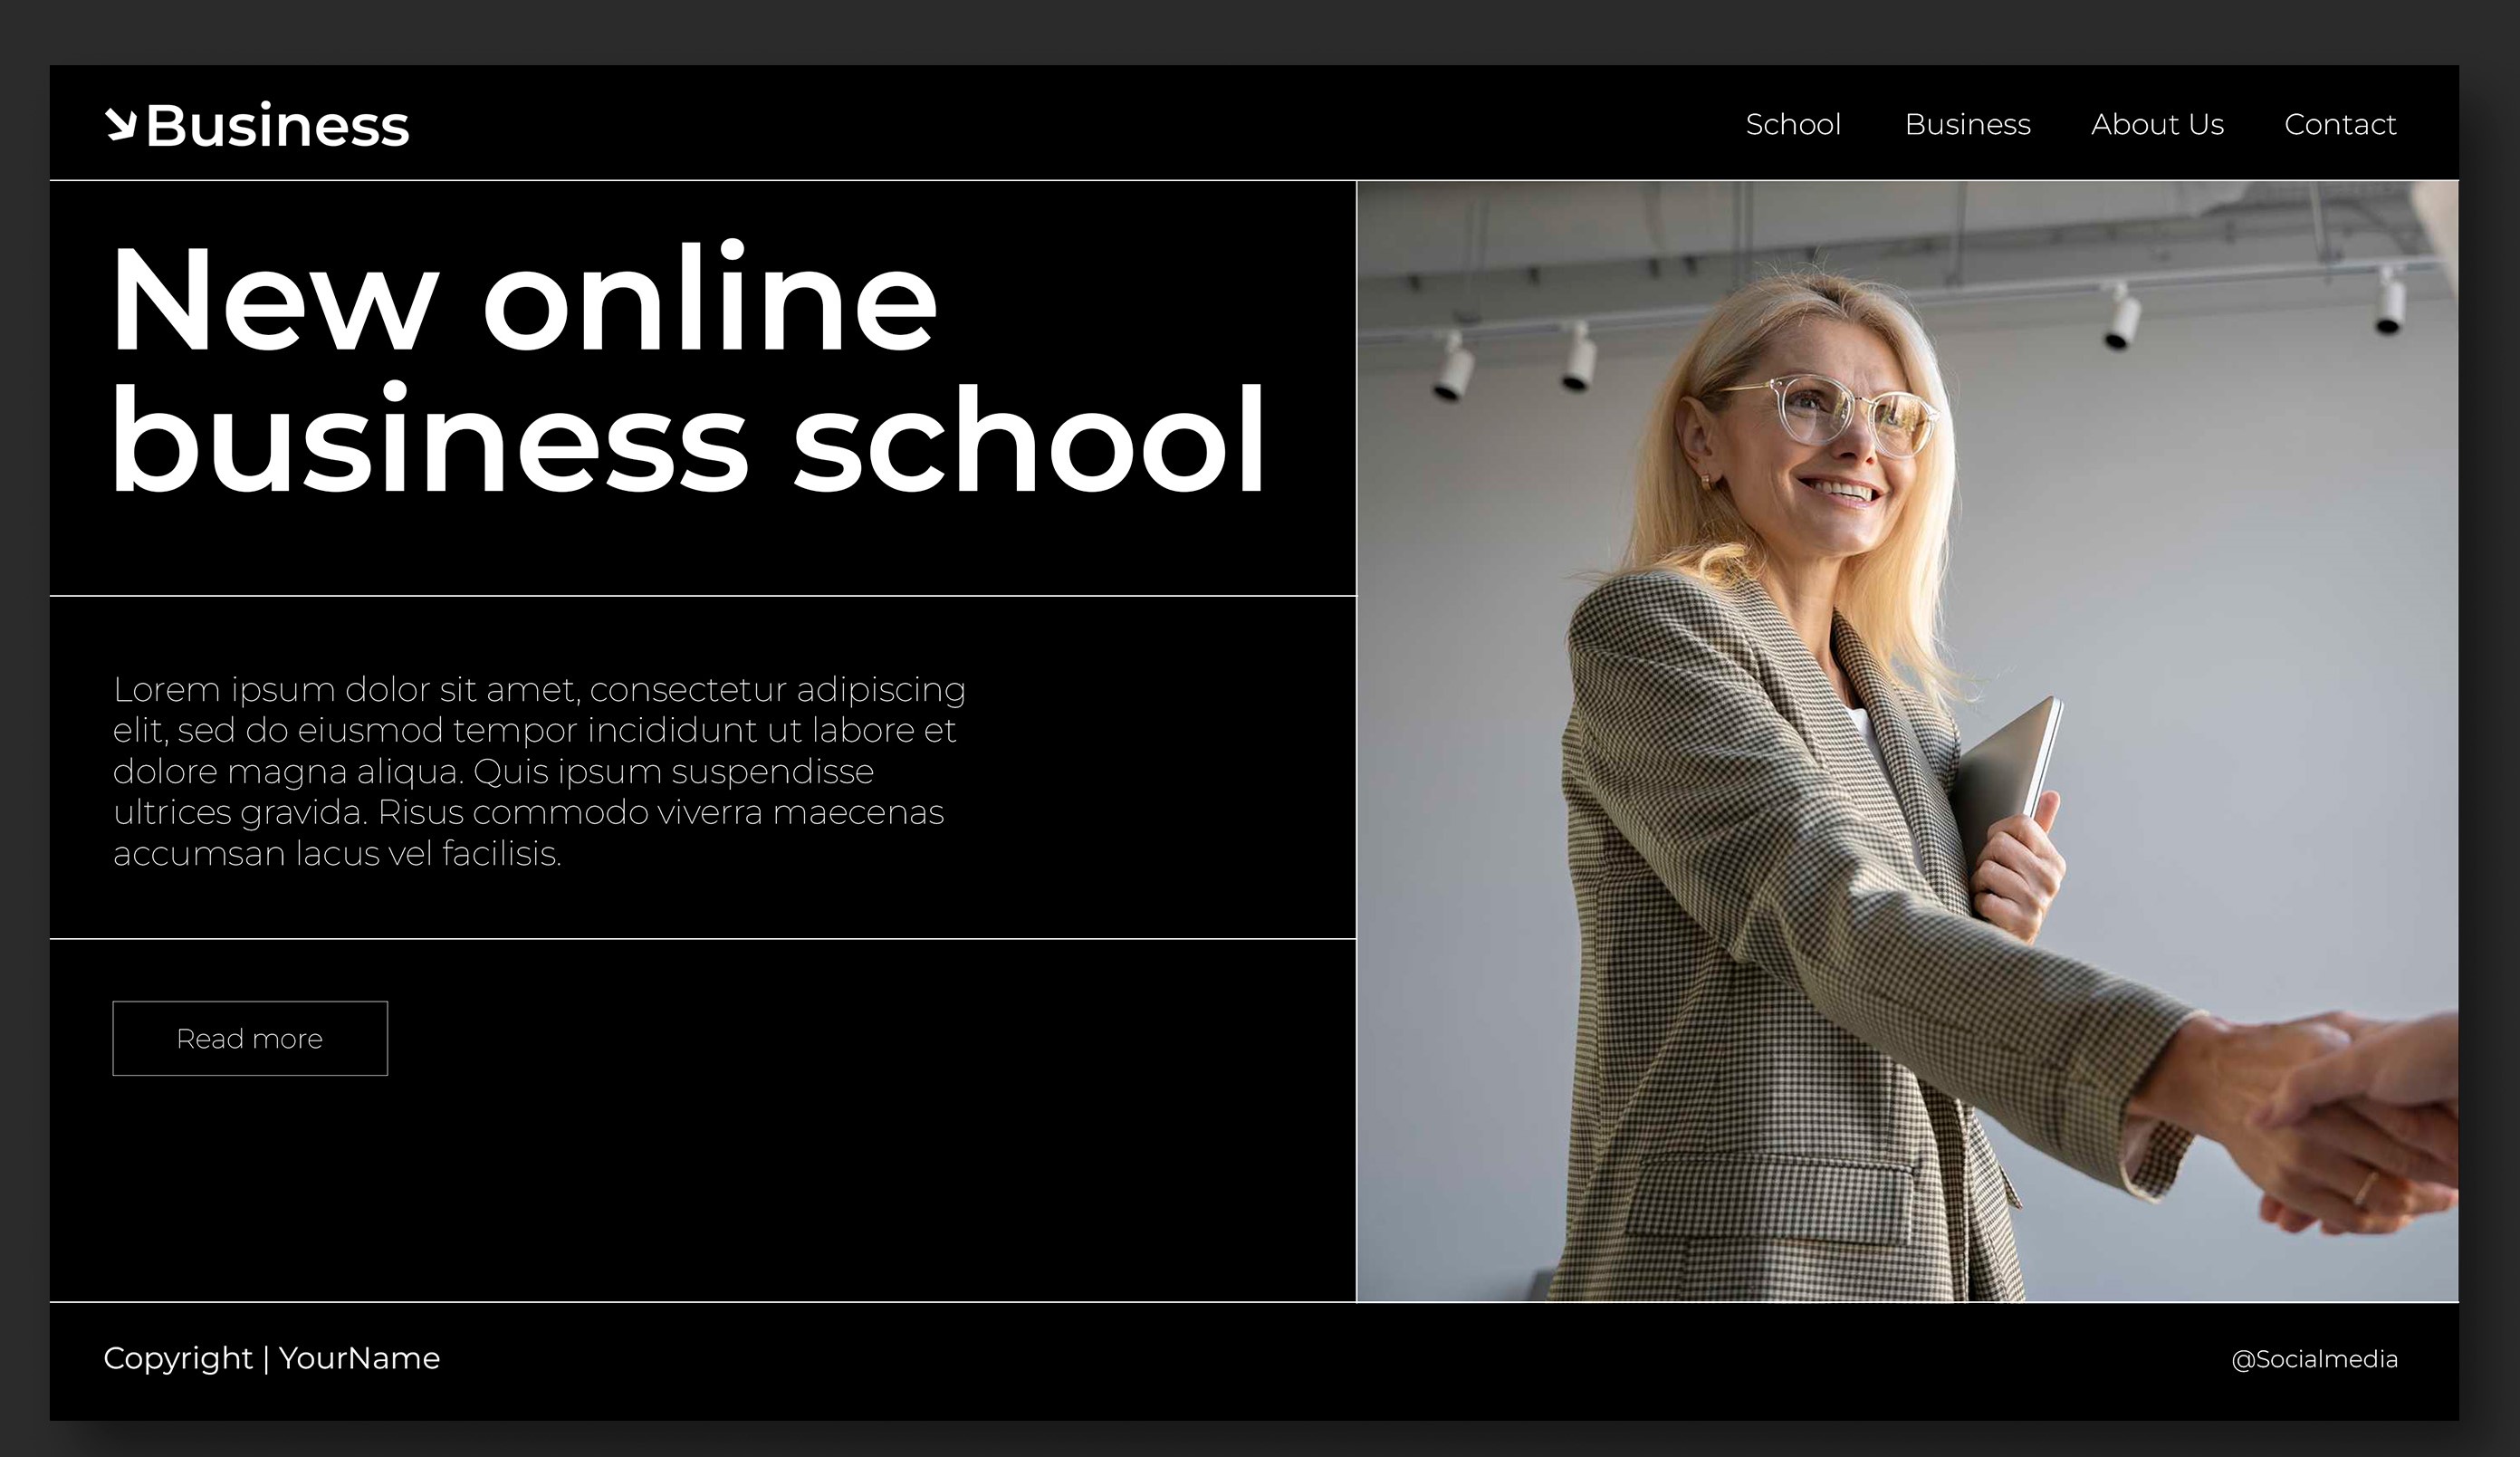 Business
School Business About Us Contact
New online
business school
Lorem ipsum dolor sit amet, consectetur adipiscing
elit, sed do eiusmod tempor incididunt ut labore et
dolore magna aliqua. Quis ipsum suspendisse
ultrices gravida. Risus commodo viverra maecenas
accumsan lacus vel facilisis.
Read more
Copyright | YourName
@Socialmedia